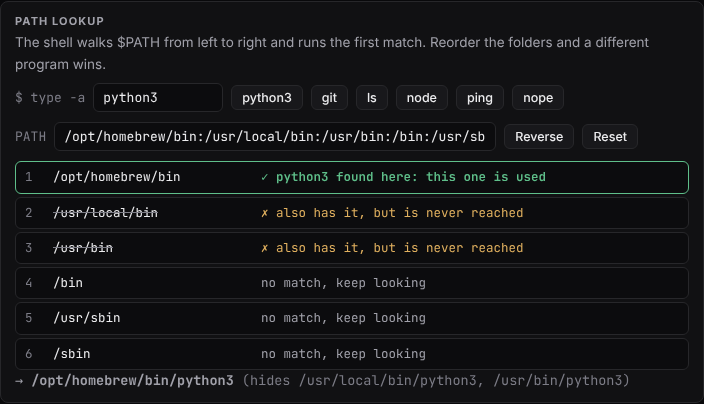 PATH LOOKUP
The shell walks $PATH from left to right and runs the first match. Reorder the folders and a different
program wins.
$ type -a python3 python3 git ls node ping nope
PATH /opt/homebrew/bin:/usr/local/bin:/usr/bin:/bin:/usr/sb Reverse Reset
1 /opt/homebrew/bin ✓ python3 found here: this one is used
2 /usr/local/bin ✗ also has it, but is never reached
3 /usr/bin ✗ also has it, but is never reached
4 /bin no match, keep looking
5 /usr/sbin no match, keep looking
6 /sbin no match, keep looking
→ /opt/homebrew/bin/python3 (hides /usr/local/bin/python3, /usr/bin/python3)